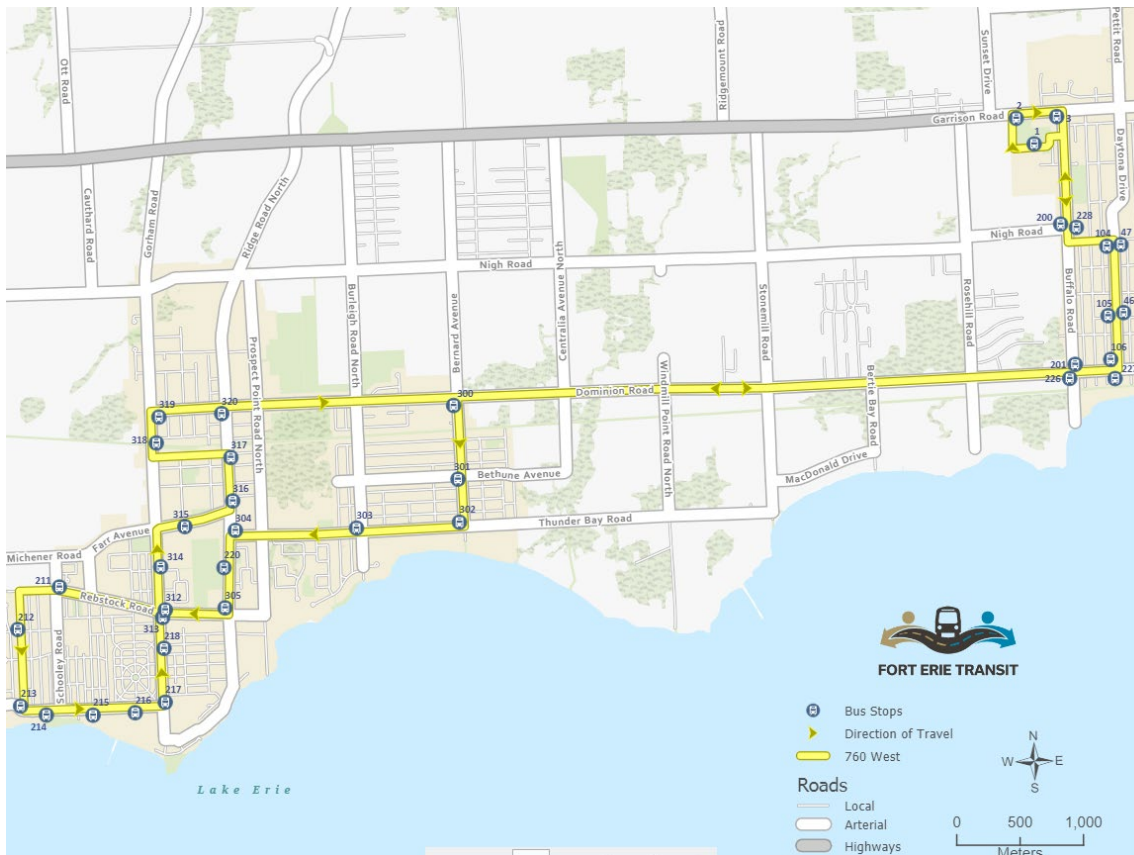 Ott Road
Ridgemount Road
Sunset Drive
Pettit Road
Garrison Road
2
3
1
Daytona Drive
Cauthard Road
Gorham Road
Ridge Road North
200
228
Nigh Road
104
47
Nigh Road
Burleigh Road North
Bernard Avenue
Centralia Avenue North
Stonemill Road
Rosehill Road
Buffalo Road
105
46
Prospect Point Road North
Windmill Point Road North
Bertie Bay Road
201
106
226
227
Dominion Road
300
319
320
318
317
301
Bethune Avenue
MacDonald Drive
316
315
304
303
302
Thunder Bay Road
Farr Avenue
Michener Road
314
220
211
Rebstock Road
312
305
212
313
218
Schooley Road
213
217
214
215
216
Lake Erie
FORT ERIE TRANSIT
Bus Stops
Direction of Travel
760 West
Roads
Local
Arterial
Highways
N
W
E
S
0 500 1,000
Meters